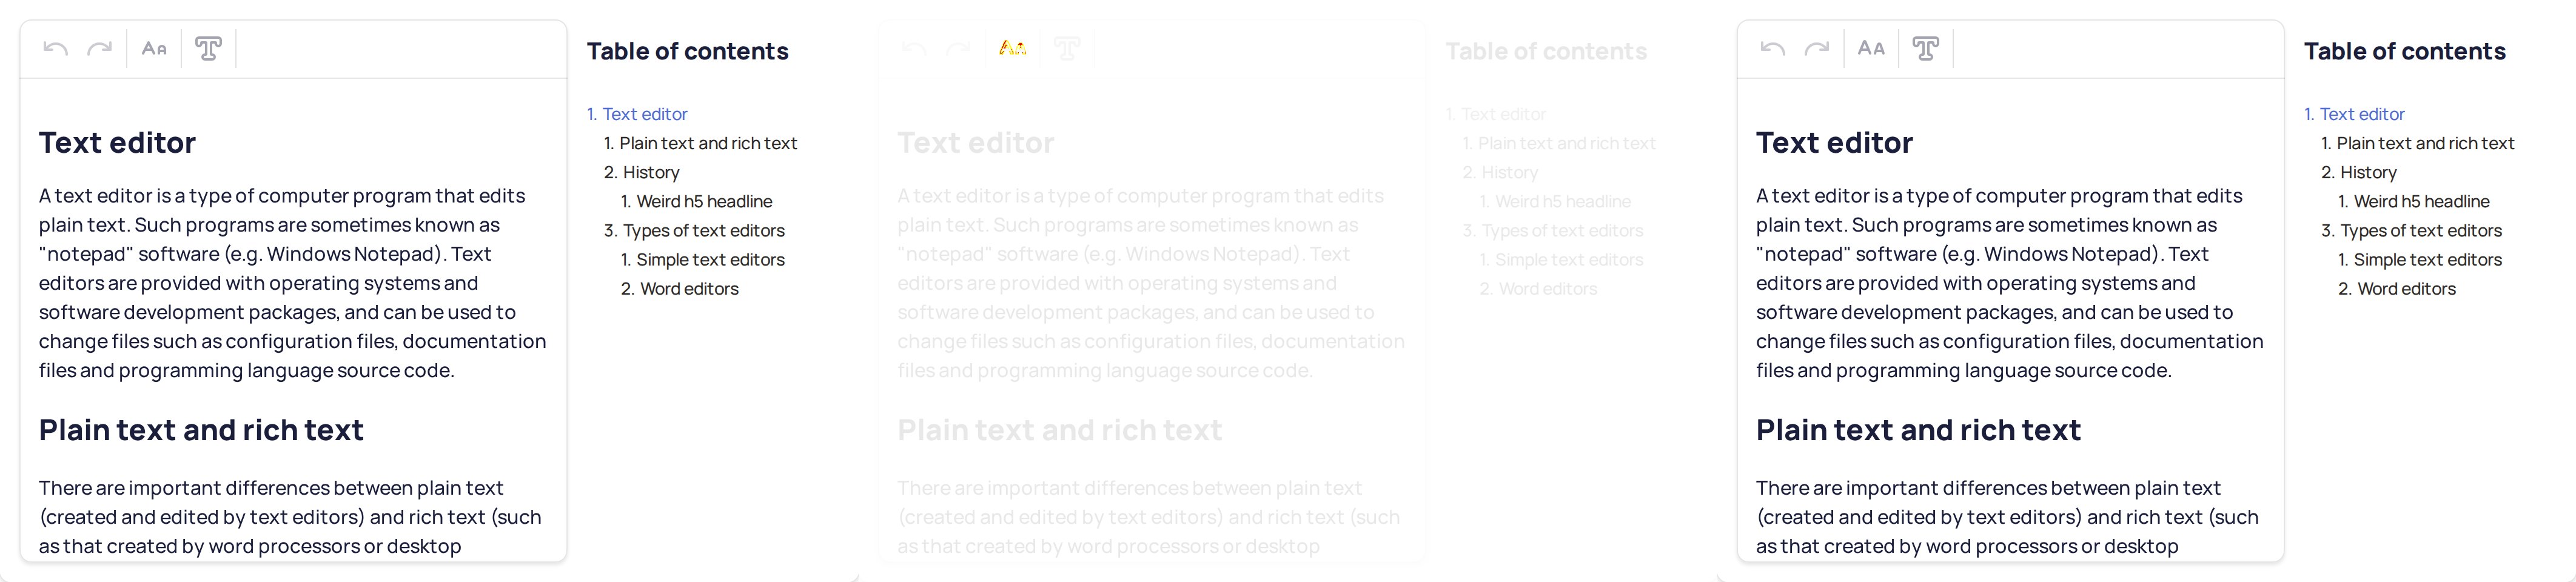 AA
Table of contents
Text editor
A text editor is a type of computer program that edits
plain text. Such programs are sometimes known as
"notepad" software (e.g. Windows Notepad). Text
editors are provided with operating systems and
software development packages, and can be used to
change files such as configuration files, documentation
files and programming language source code.
Plain text and rich text
There are important differences between plain text
(created and edited by text editors) and rich text (such
as that created by word processors or desktop
1. Text editor
1. Plain text and rich text
2. History
1. Weird h5 headline
3. Types of text editors
1. Simple text editors
2. Word editors
AA
Table of contents
Text editor
A text editor is a type of computer program that edits
plain text. Such programs are sometimes known as
"notepad" software (e.g. Windows Notepad). Text
editors are provided with operating systems and
software development packages, and can be used to
change files such as configuration files, documentation
files and programming language source code.
Plain text and rich text
There are important differences between plain text
(created and edited by text editors) and rich text (such
as that created by word processors or desktop
1. Text editor
1. Plain text and rich text
2. History
1. Weird h5 headline
3. Types of text editors
1. Simple text editors
2. Word editors
AA
Table of contents
Text editor
A text editor is a type of computer program that edits
plain text. Such programs are sometimes known as
"notepad" software (e.g. Windows Notepad). Text
editors are provided with operating systems and
software development packages, and can be used to
change files such as configuration files, documentation
files and programming language source code.
Plain text and rich text
There are important differences between plain text
(created and edited by text editors) and rich text (such
as that created by word processors or desktop
1. Text editor
1. Plain text and rich text
2. History
1. Weird h5 headline
3. Types of text editors
1. Simple text editors
2. Word editors